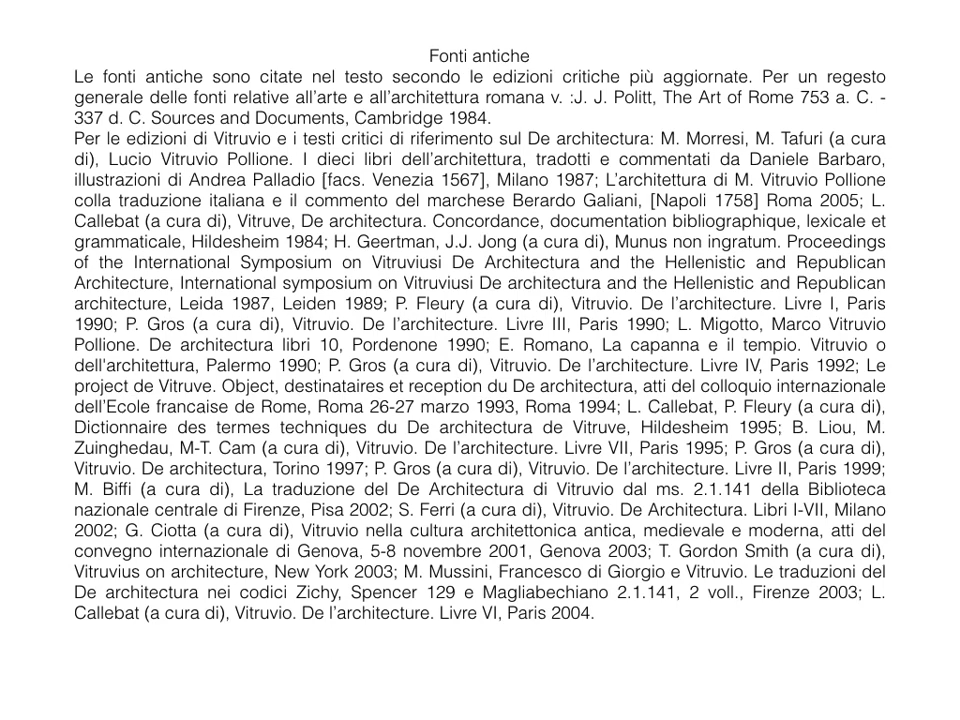 Fonti antiche
Le fonti antiche sono citate nel testo secondo le edizioni critiche più aggiornate. Per un regesto
generale delle fonti relative all’arte e all’architettura romana v. :J. J. Politt, The Art of Rome 753 a. C. -
337 d. C. Sources and Documents, Cambridge 1984.
Per le edizioni di Vitruvio e i testi critici di riferimento sul De architectura: M. Morresi, M. Tafuri (a cura
di), Lucio Vitruvio Pollione. I dieci libri dell’architettura, tradotti e commentati da Daniele Barbaro,
illustrazioni di Andrea Palladio [facs. Venezia 1567], Milano 1987; L’architettura di M. Vitruvio Pollione
colla traduzione italiana e il commento del marchese Berardo Galiani, [Napoli 1758] Roma 2005; L.
Callebat (a cura di), Vitruve, De architectura. Concordance, documentation bibliographique, lexicale et
grammaticale, Hildesheim 1984; H. Geertman, J.J. Jong (a cura di), Munus non ingratum. Proceedings
of the International Symposium on Vitruviusi De Architectura and the Hellenistic and Republican
Architecture, International symposium on Vitruviusi De architectura and the Hellenistic and Republican
architecture, Leida 1987, Leiden 1989; P. Fleury (a cura di), Vitruvio. De l’architecture. Livre I, Paris
1990; P. Gros (a cura di), Vitruvio. De l’architecture. Livre III, Paris 1990; L. Migotto, Marco Vitruvio
Pollione. De architectura libri 10, Pordenone 1990; E. Romano, La capanna e il tempio. Vitruvio o
dell'architettura, Palermo 1990; P. Gros (a cura di), Vitruvio. De l’architecture. Livre IV, Paris 1992; Le
project de Vitruve. Object, destinataires et reception du De architectura, atti del colloquio internazionale
dell’Ecole francaise de Rome, Roma 26-27 marzo 1993, Roma 1994; L. Callebat, P. Fleury (a cura di),
Dictionnaire des termes techniques du De architectura de Vitruve, Hildesheim 1995; B. Liou, M.
Zuinghedau, M-T. Cam (a cura di), Vitruvio. De l’architecture. Livre VII, Paris 1995; P. Gros (a cura di),
Vitruvio. De architectura, Torino 1997; P. Gros (a cura di), Vitruvio. De l’architecture. Livre II, Paris 1999;
M. Biffi (a cura di), La traduzione del De Architectura di Vitruvio dal ms. 2.1.141 della Biblioteca
nazionale centrale di Firenze, Pisa 2002; S. Ferri (a cura di), Vitruvio. De Architectura. Libri I-VII, Milano
2002; G. Ciotta (a cura di), Vitruvio nella cultura architettonica antica, medievale e moderna, atti del
convegno internazionale di Genova, 5-8 novembre 2001, Genova 2003; T. Gordon Smith (a cura di),
Vitruvius on architecture, New York 2003; M. Mussini, Francesco di Giorgio e Vitruvio. Le traduzioni del
De architectura nei codici Zichy, Spencer 129 e Magliabechiano 2.1.141, 2 voll., Firenze 2003; L.
Callebat (a cura di), Vitruvio. De l’architecture. Livre VI, Paris 2004.